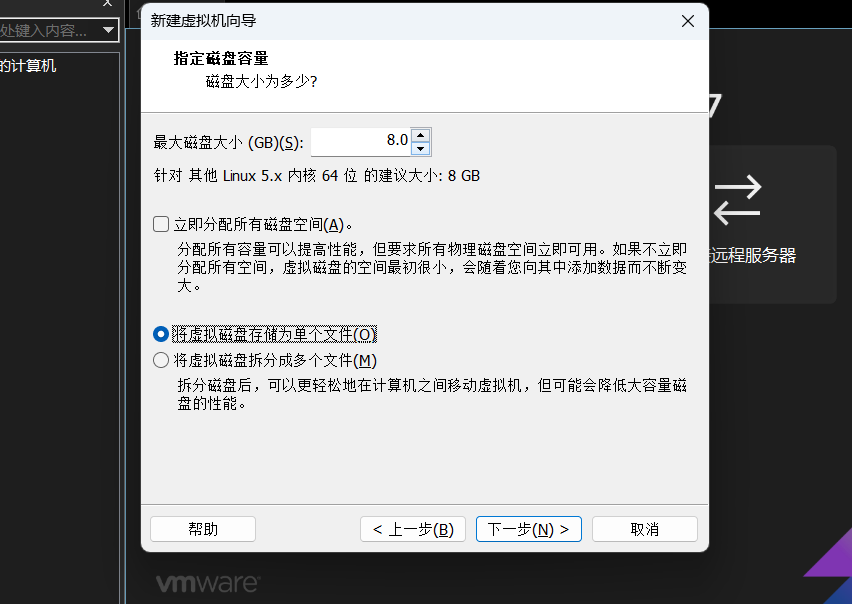 新建虚拟机向导
处键入内容...
的计算机
指定磁盘容量
磁盘大小为多少?
7
最大磁盘大小 (GB)(S): 8.0
针对 其他 Linux 5.x 内核 64 位 的建议大小: 8 GB
立即分配所有磁盘空间(A)。
分配所有容量可以提高性能，但要求所有物理磁盘空间立即可用。如果不立即
分配所有空间，虚拟磁盘的空间最初很小，会随着您向其中添加数据而不断变
大。
远程服务器
将虚拟磁盘存储为单个文件(O)
将虚拟磁盘拆分成多个文件(M)
拆分磁盘后，可以更轻松地在计算机之间移动虚拟机，但可能会降低大容量磁
盘的性能。
帮助
< 上一步(B)
下一步(N) >
取消
vmware